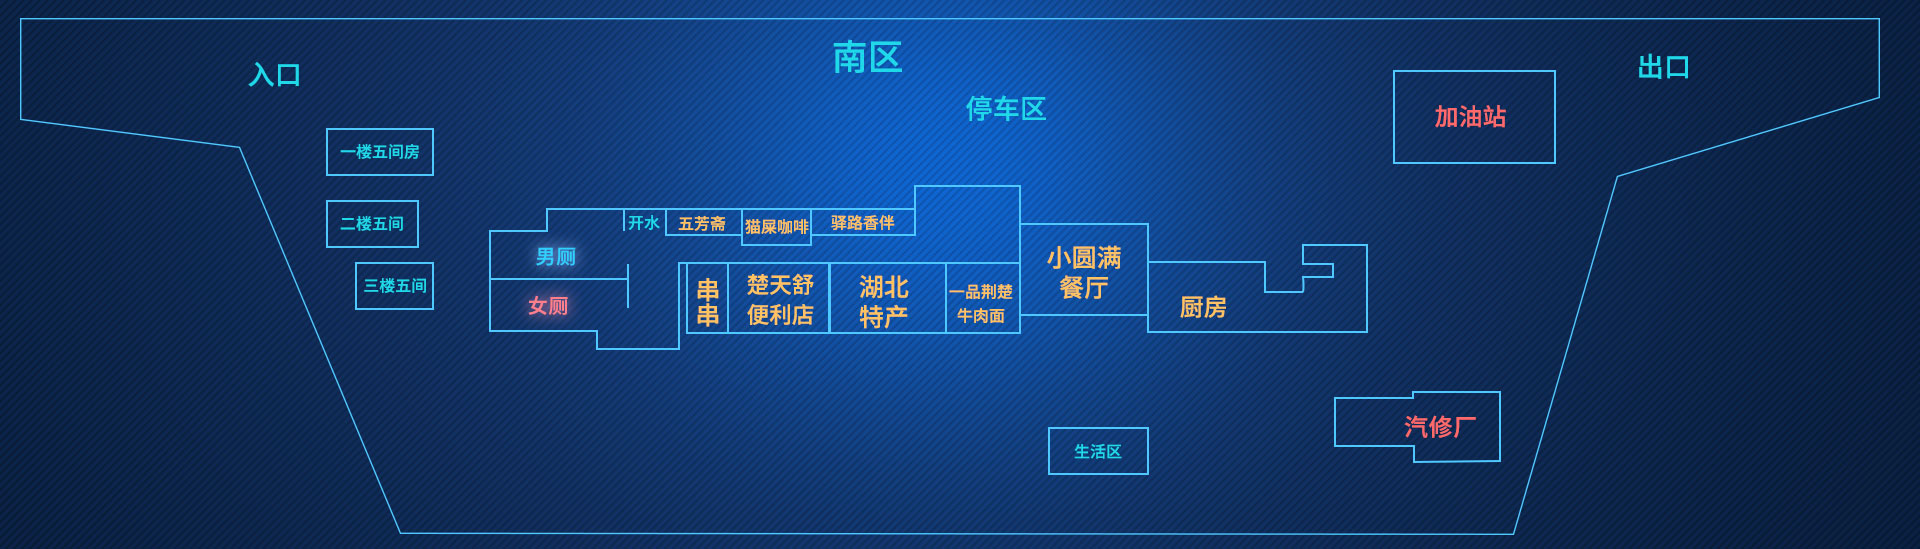 南区
入口
出口
停车区
加油站
一楼五间房
二楼五间
三楼五间
开水
五芳斋
猫屎咖啡
驿路香伴
男厕
女厕
串串
楚天舒
便利店
湖北
特产
一品荆楚
牛肉面
小圆满
餐厅
厨房
汽修厂
生活区